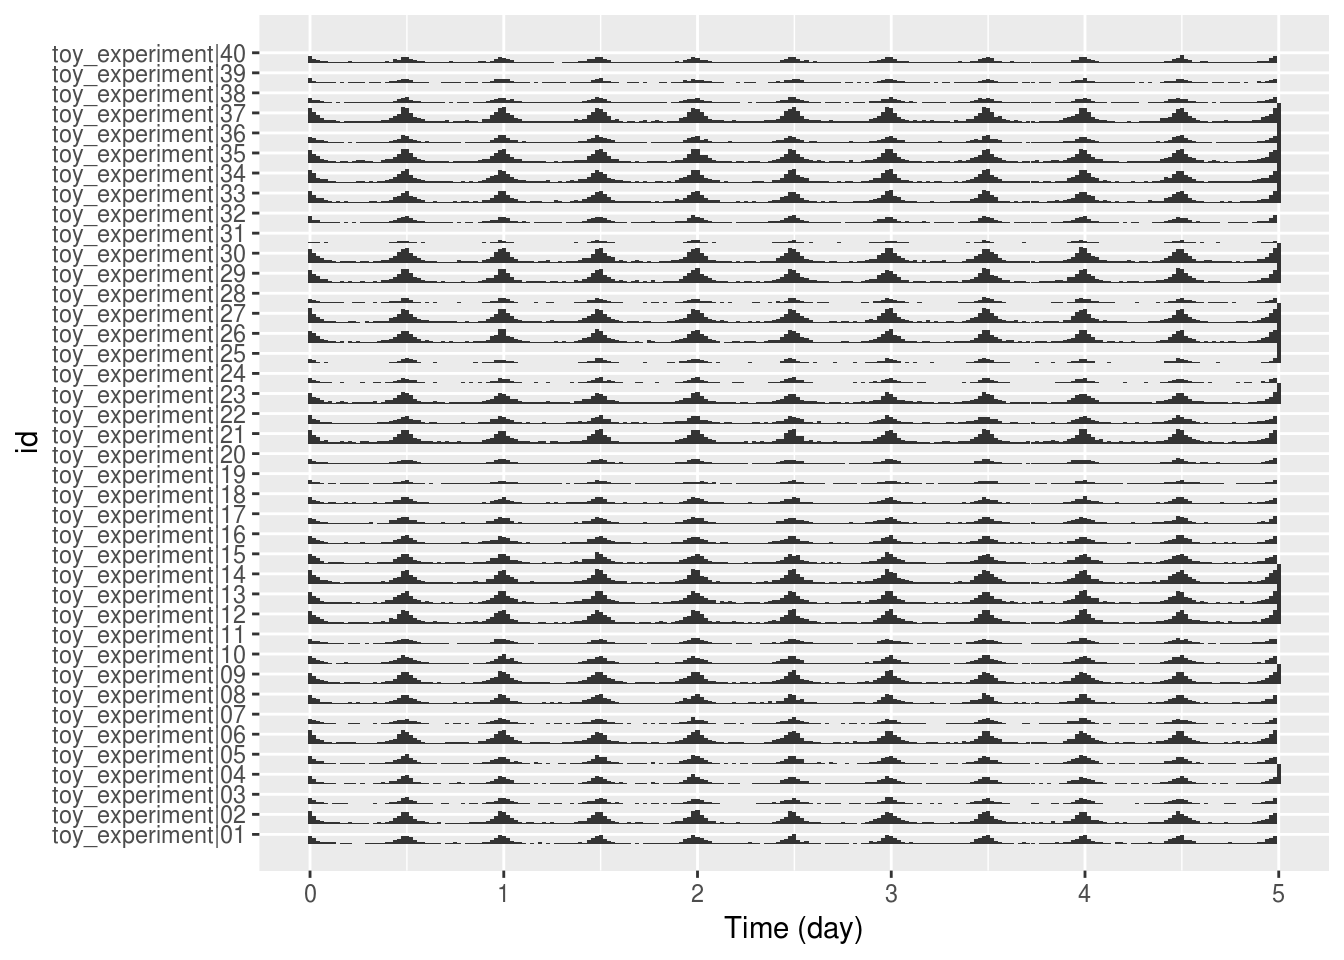 toy_experiment|40
toy_experiment|39
toy_experiment|38
toy_experiment|37
toy_experiment|36
toy_experiment|35
toy_experiment|34
toy_experiment|33
toy_experiment|32
toy_experiment|31
toy_experiment|30
toy_experiment|29
toy_experiment|28
toy_experiment|27
toy_experiment|26
toy_experiment|25
toy_experiment|24
toy_experiment|23
toy_experiment|22
toy_experiment|21
toy_experiment|20
toy_experiment|19
toy_experiment|18
toy_experiment|17
toy_experiment|16
toy_experiment|15
toy_experiment|14
toy_experiment|13
toy_experiment|12
toy_experiment|11
toy_experiment|10
toy_experiment|09
toy_experiment|08
toy_experiment|07
toy_experiment|06
toy_experiment|05
toy_experiment|04
toy_experiment|03
toy_experiment|02
toy_experiment|01
id
0 1 2 3 4 5
Time (day)